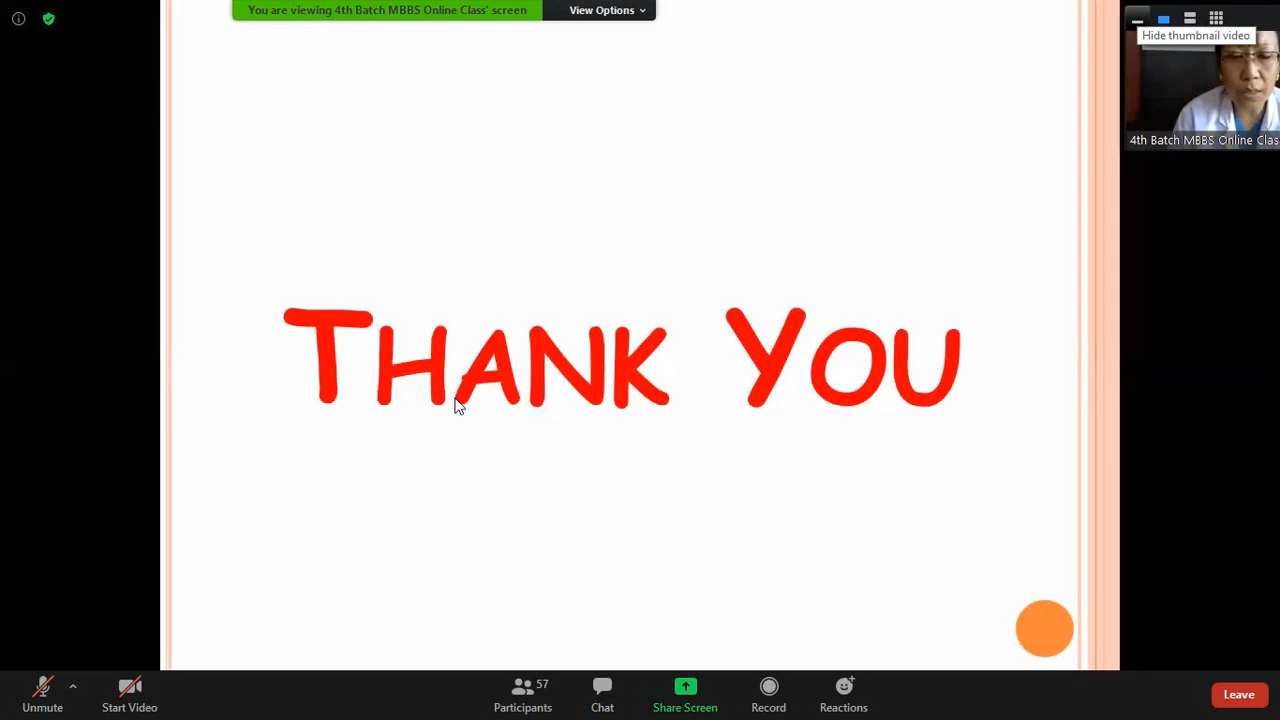 You are viewing 4th Batch MBBS Online Class' screen
View Options
Hide thumbnail video
4th Batch MBBS Online Clas
THANK YOU
Unmute
Start Video
57
Participants
Chat
Share Screen
Record
Reactions
Leave